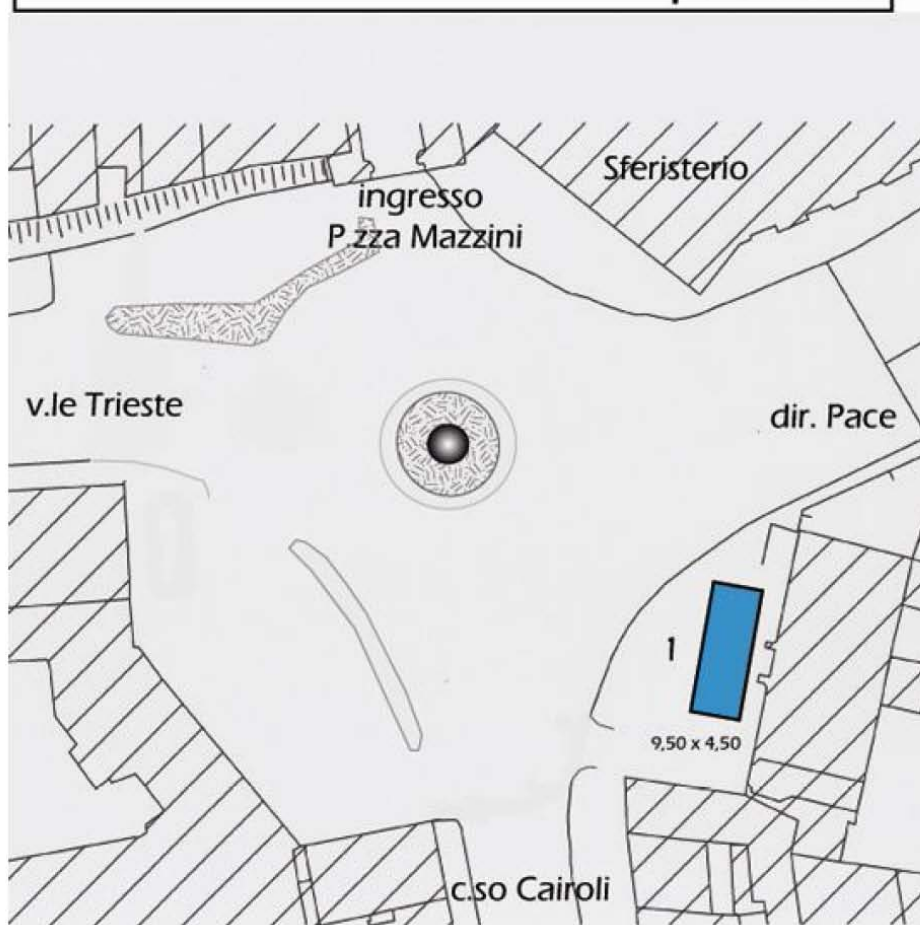 Sferisterio
ingresso
P.zza Mazzini
v.le Trieste
dir. Pace
1
9,50 x 4,50
c.so Cairoli